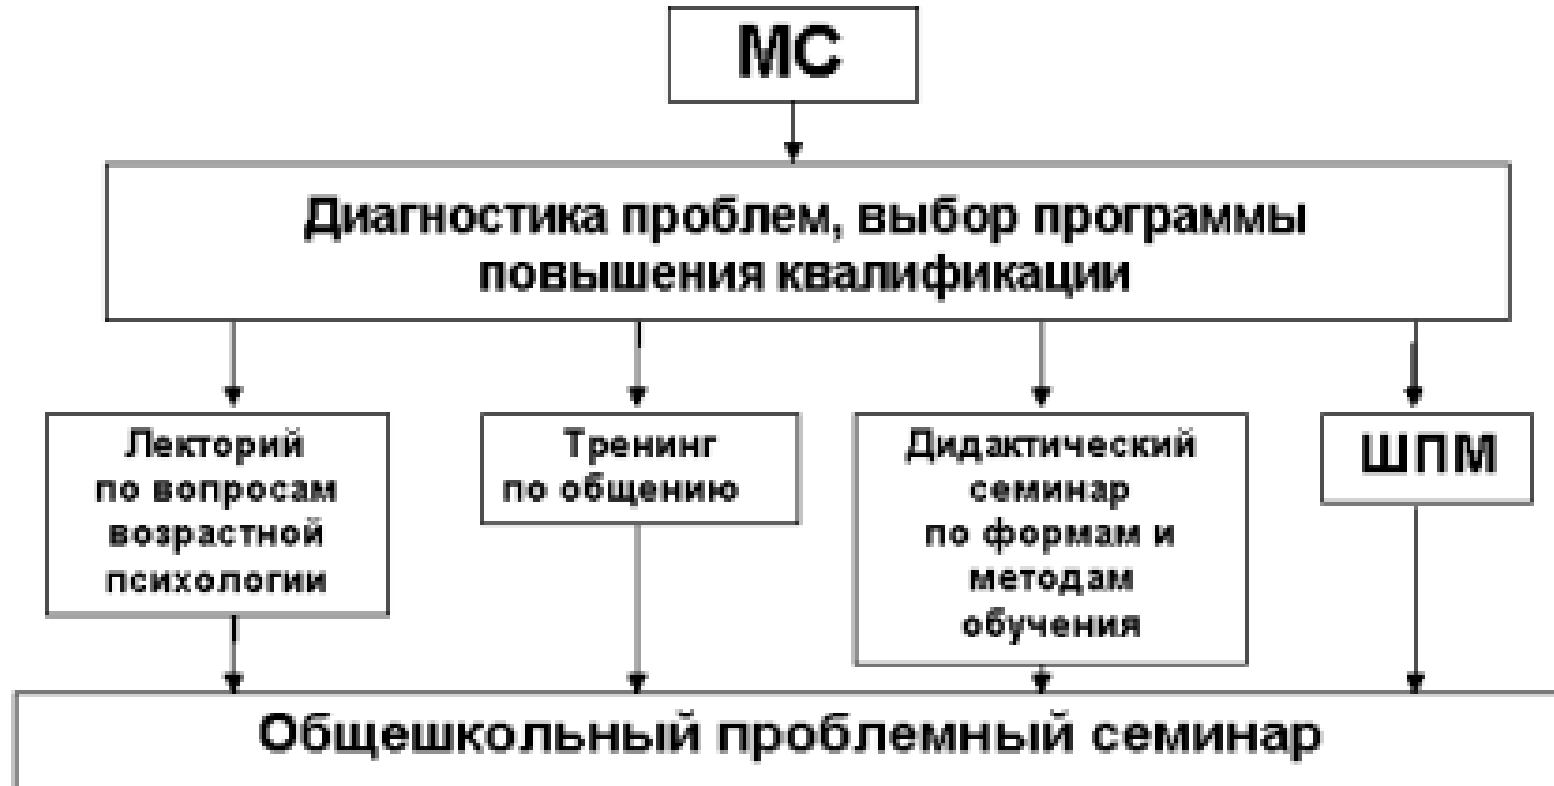 МС
Диагностика проблем, выбор программы
повышения квалификации
Лекторий
по вопросам
возрастной
психологии
Тренинг
по общению
Дидактический
семинар
по формам и
методам
обучения
ШПМ
Общешкольный проблемный семинар